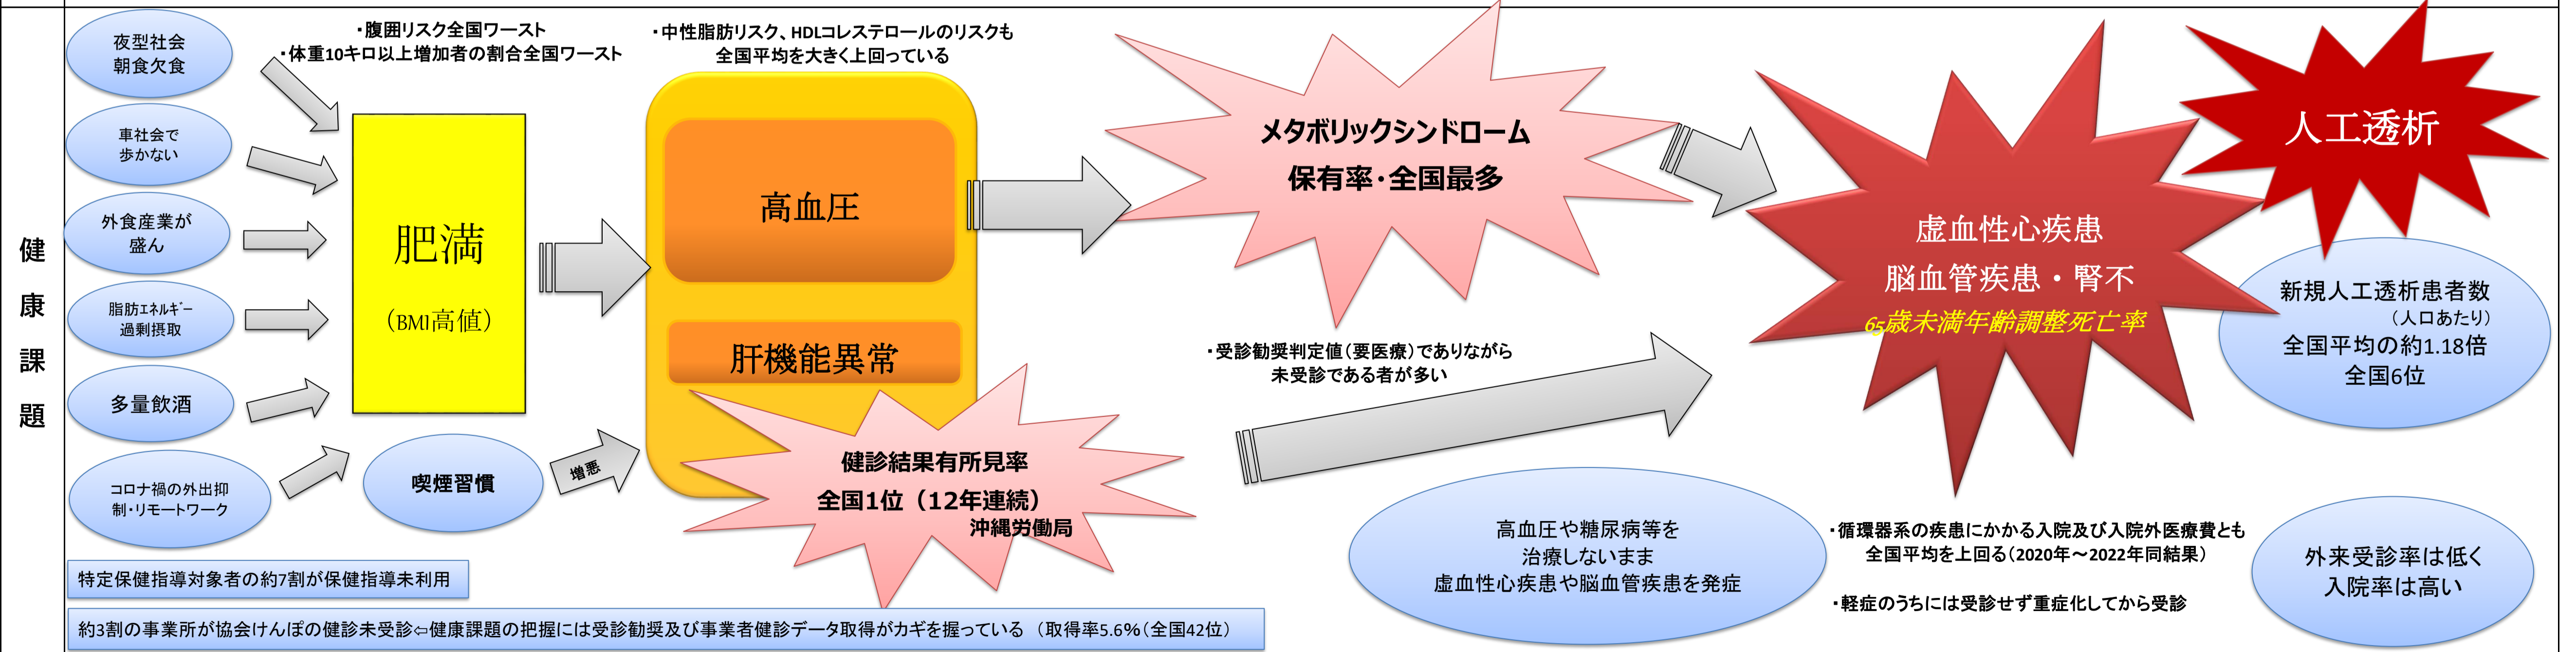 健
康
課
題
夜型社会
朝食欠食
車社会で
歩かない
外食産業が
盛ん
脂肪ｴﾈﾙｷﾞｰ
過剰摂取
多量飲酒
コロナ禍の外出抑
制・リモートワーク
・腹囲リスク全国ワースト
・体重10キロ以上増加者の割合全国ワースト
肥満
（BMI高値）
喫煙習慣
増悪
・中性脂肪リスク、HDLコレステロールのリスクも
全国平均を大きく上回っている
高血圧
肝機能異常
健診結果有所見率
全国1位（12年連続）
沖縄労働局
メタボリックシンドローム
保有率・全国最多
・受診勧奨判定値（要医療）でありながら
未受診である者が多い
虚血性心疾患
脳血管疾患・腎不
65歳未満年齢調整死亡率
人工透析
新規人工透析患者数
（人口あたり）
全国平均の約1.18倍
全国6位
高血圧や糖尿病等を
治療しないまま
虚血性心疾患や脳血管疾患を発症
・循環器系の疾患にかかる入院及び入院外医療費とも
全国平均を上回る（2020年～2022年同結果）
・軽症のうちには受診せず重症化してから受診
外来受診率は低く
入院率は高い
特定保健指導対象者の約7割が保健指導未利用
約3割の事業所が協会けんぽの健診未受診⇦健康課題の把握には受診勧奨及び事業者健診データ取得がカギを握っている （取得率5.6％（全国42位）